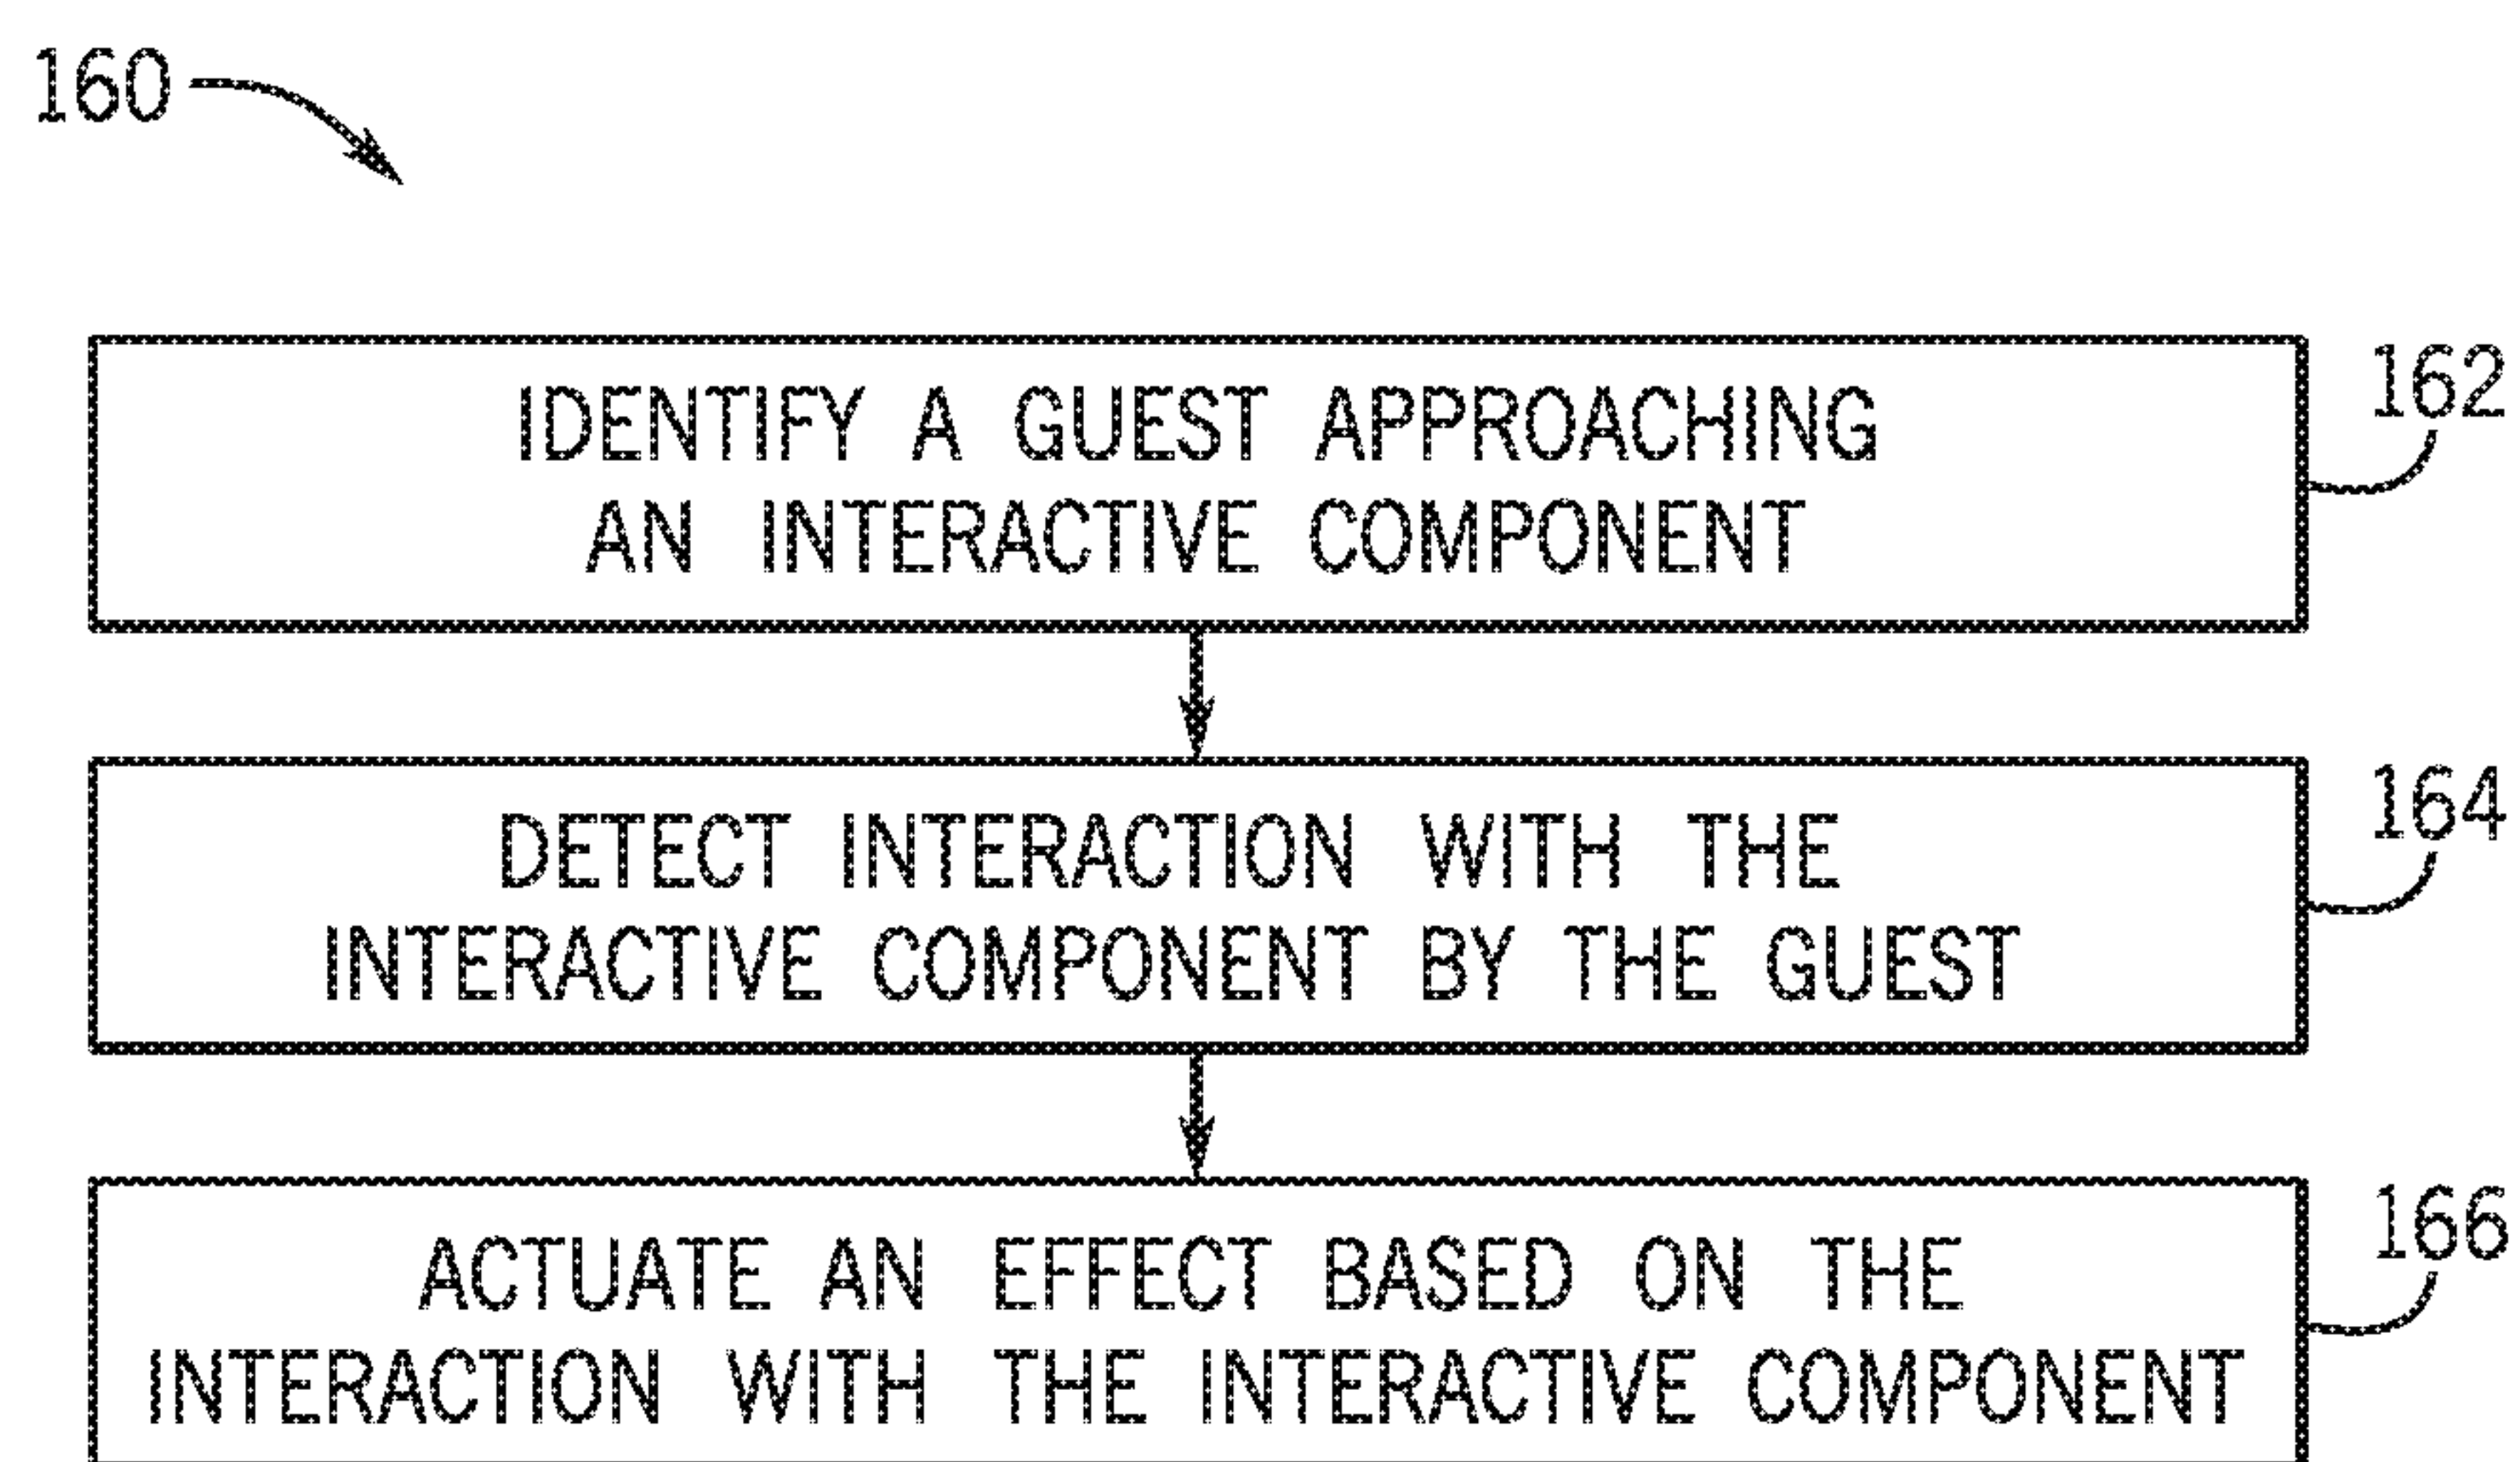 160
IDENTIFY A GUEST APPROACHING
AN INTERACTIVE COMPONENT
162
DETECT INTERACTION WITH THE
INTERACTIVE COMPONENT BY THE GUEST
164
ACTUATE AN EFFECT BASED ON THE
INTERACTION WITH THE INTERACTIVE COMPONENT
166